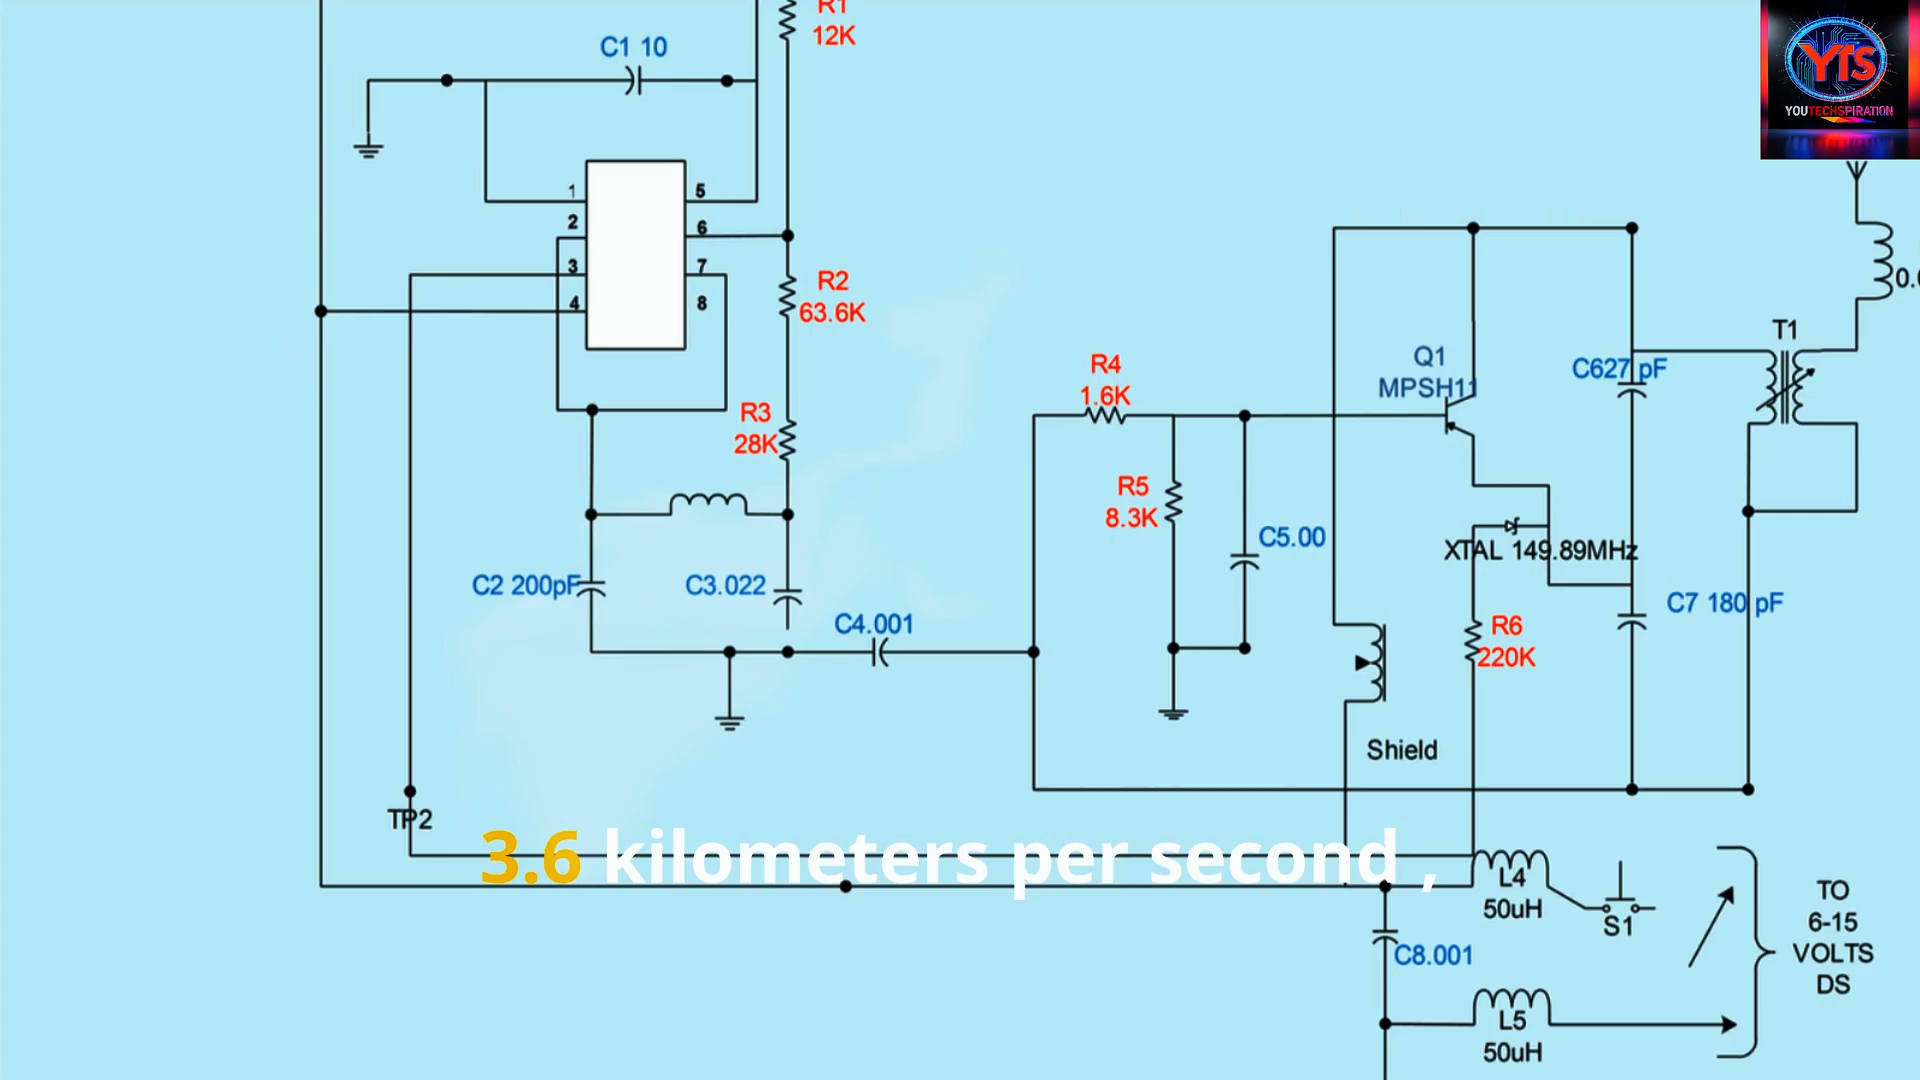 R1
12K
C1 10
YTS
YOUTECHSPIRATION
1
2
3
4
5
6
7
8
R2
63.6K
R3
28K
C2 200pF
C3.022
C4.001
R4
1.6K
R5
8.3K
C5.00
Q1
MPSH11
C627 pF
T1
XTAL 149.89MHz
C7 180 pF
R6
220K
Shield
TP2
3.6 kilometers per second ,
L4
50uH
S1
C8.001
L5
50uH
TO
6-15
VOLTS
DS